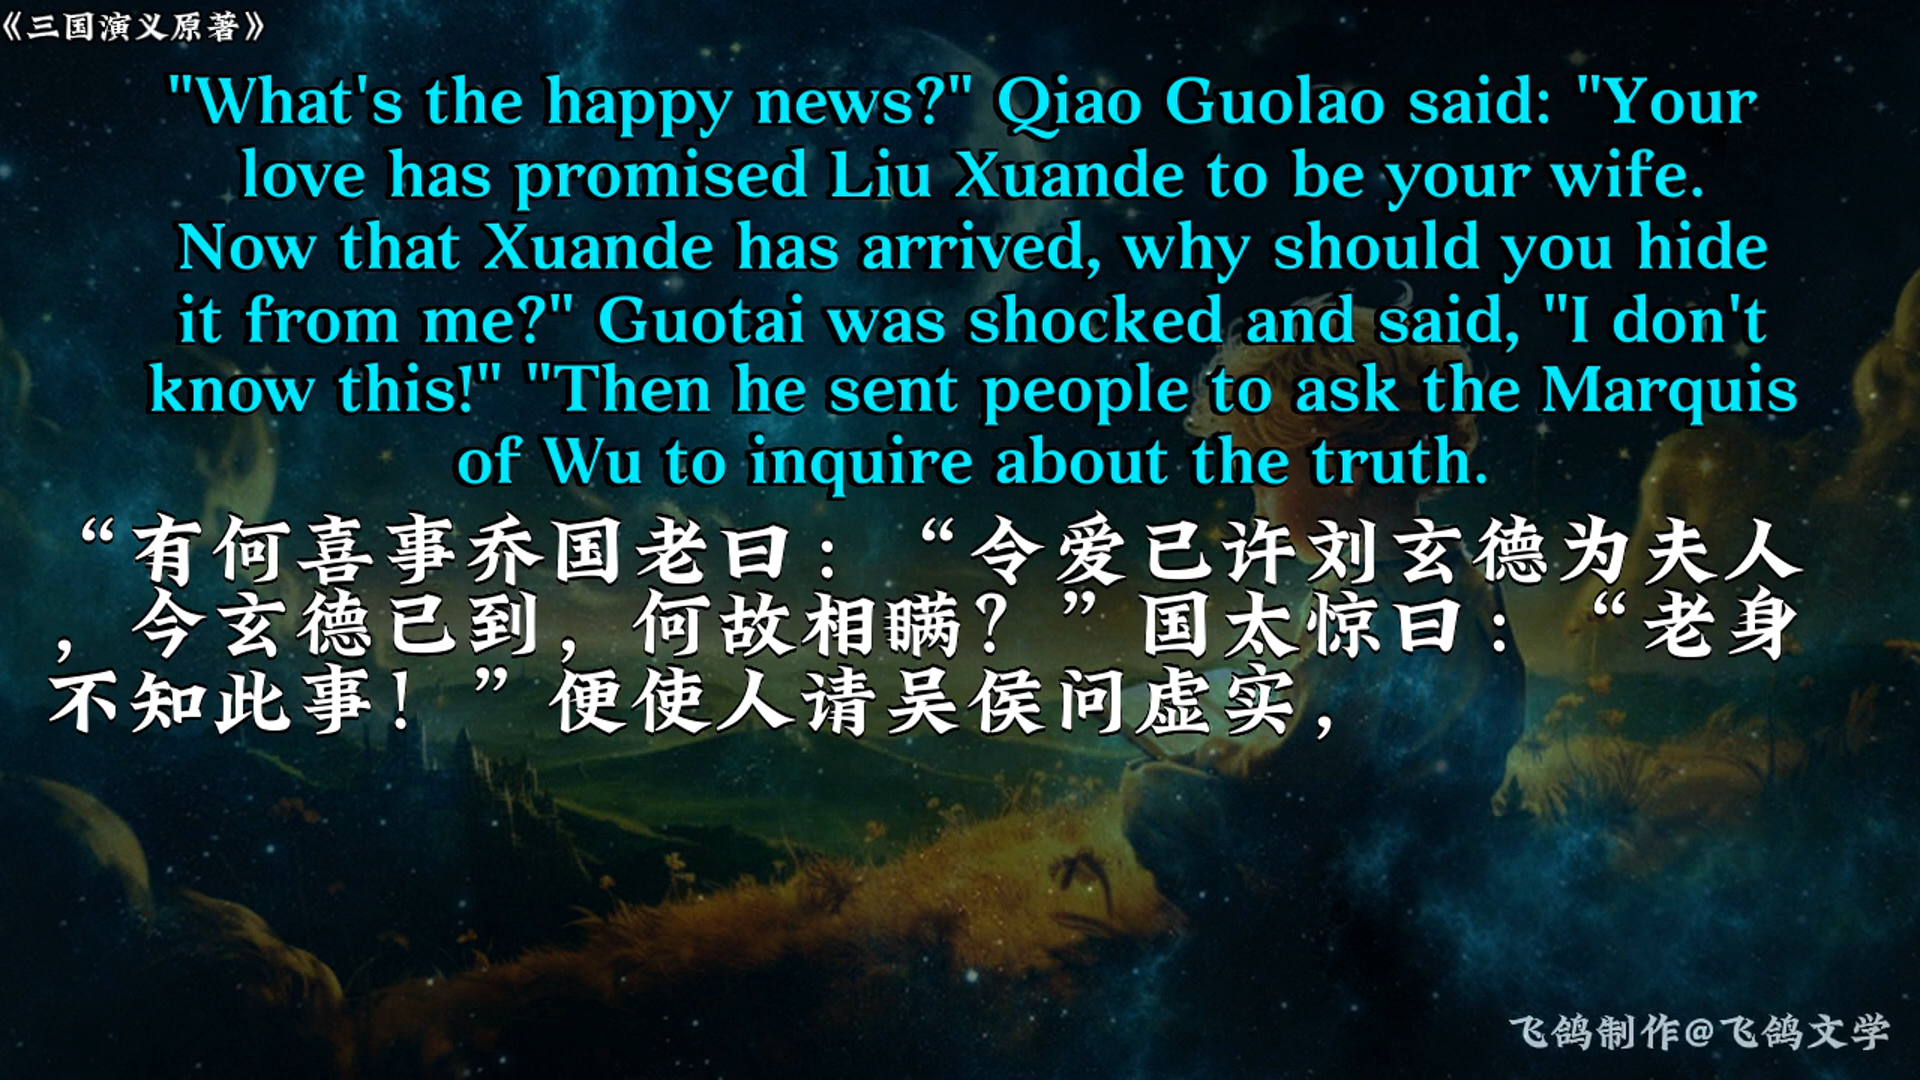 《三国演义原著》
"What's the happy news?" Qiao Guolao said: "Your
love has promised Liu Xuande to be your wife.
Now that Xuande has arrived, why should you hide
it from me?" Guotai was shocked and said, "I don't
know this!" "Then he sent people to ask the Marquis
of Wu to inquire about the truth.
“有何喜事乔国老曰：“令爱已许刘玄德为夫人
，今玄德已到，何故相瞒？”国太惊曰：“老身
不知此事！”便使人请吴侯问虚实，
飞鸽制作@飞鸽文学